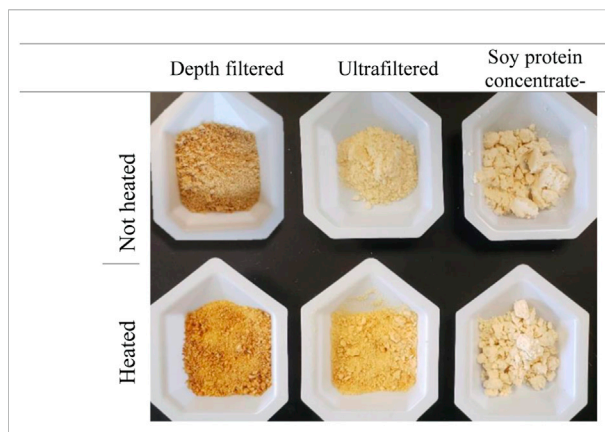 Depth filtered
Ultrafiltered
Soy protein
concentrate-
Not heated
Heated